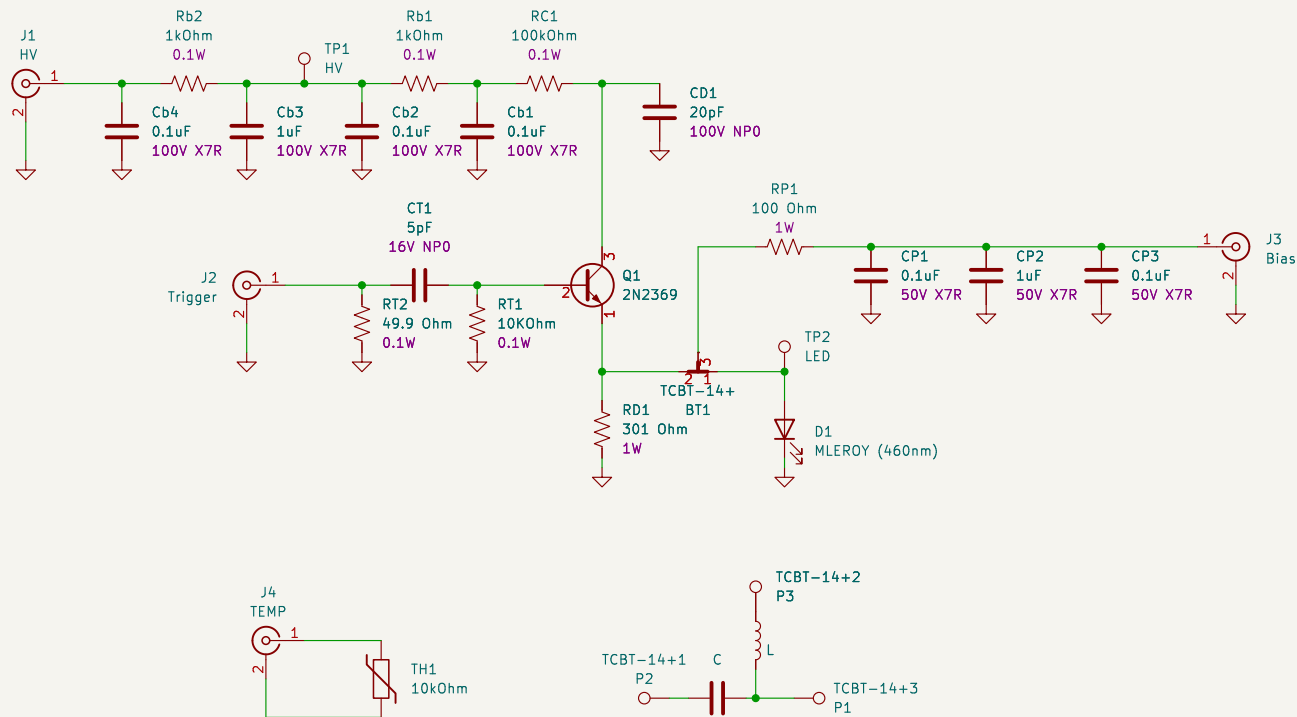 J1
HV
1
2
Rb2
1kOhm
0.1W
TP1
HV
Rb1
1kOhm
0.1W
RC1
100kOhm
0.1W
Cb4
0.1uF
100V X7R
Cb3
1uF
100V X7R
Cb2
0.1uF
100V X7R
Cb1
0.1uF
100V X7R
CD1
20pF
100V NP0
J2
Trigger
1
2
CT1
5pF
16V NP0
RT2
49.9 Ohm
0.1W
RT1
10KOhm
0.1W
3
2
1
Q1
2N2369
RP1
100 Ohm
1W
CP1
0.1uF
50V X7R
CP2
1uF
50V X7R
CP3
0.1uF
50V X7R
1
2
J3
Bias
TP2
LED
3
2
1
TCBT-14+
BT1
RD1
301 Ohm
1W
D1
MLEROY (460nm)
J4
TEMP
1
2
TH1
10kOhm
TCBT-14+2
P3
L
TCBT-14+1
P2
C
TCBT-14+3
P1